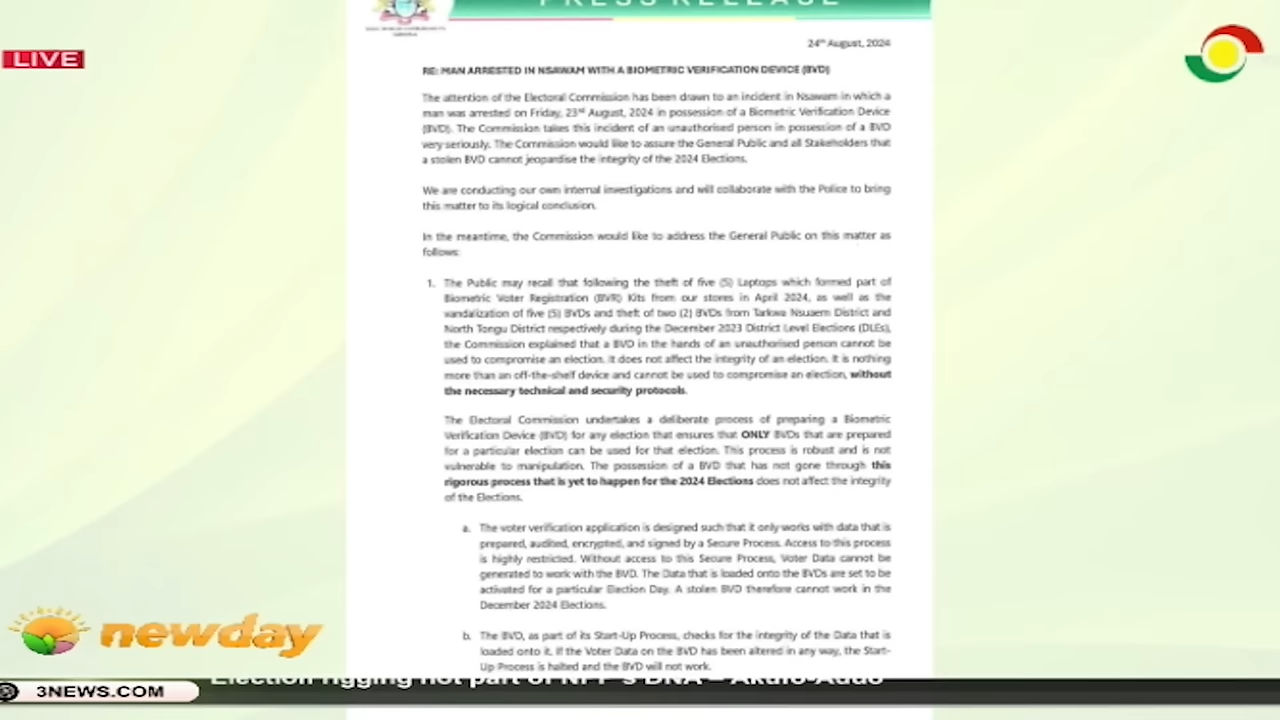 PRESS RELEASE
LIVE
24th August, 2024
RE: MAN ARRESTED IN NSAWAM WITH A BIOMETRIC VERIFICATION DEVICE (BVD)
The attention of the Electoral Commission has been drawn to an incident in Nsawam in which a
man was arrested on Friday, 23rd August, 2024 in possession of a Biometric Verification Device
(BVD). The Commission takes this incident of an unauthorised person in possession of a BVD
very seriously. The Commission would like to assure the General Public and all Stakeholders that
a stolen BVD cannot jeopardise the integrity of the 2024 Elections.
We are conducting our own internal investigations and will collaborate with the Police to bring
this matter to its logical conclusion.
In the meantime, the Commission would like to address the General Public on this matter as
follows:
1. The Public may recall that following the theft of five (5) Laptops which formed part of
Biometric Voter Registration (BVR) Kits from our stores in April 2024, as well as the
vandalization of five (5) BVDs and theft of two (2) BVDs from Tarkwa Nsuaem District and
North Tongu District respectively during the December 2023 District Level Elections (DLEs),
the Commission explained that a BVD in the hands of an unauthorised person cannot be
used to compromise an election. It does not affect the integrity of an election. It is nothing
more than an off-the-shelf device and cannot be used to compromise an election, without
the necessary technical and security protocols.
The Electoral Commission undertakes a deliberate process of preparing a Biometric
Verification Device (BVD) for any election that ensures that ONLY BVDs that are prepared
for a particular election can be used for that election. This process is robust and is not
vulnerable to manipulation. The possession of a BVD that has not gone through this
rigorous process that is yet to happen for the 2024 Elections does not affect the integrity
of the Elections.
a. The voter verification application is designed such that it only works with data that is
prepared, audited, encrypted, and signed by a Secure Process. Access to this process
is highly restricted. Without access to this Secure Process, Voter Data cannot be
generated to work with the BVD. The Data that is loaded onto the BVDs are set to be
activated for a particular Election Day. A stolen BVD therefore cannot work in the
December 2024 Elections.
b. The BVD, as part of its Start-Up Process, checks for the integrity of the Data that is
loaded onto it. If the Voter Data on the BVD has been altered in any way, the Start-
Up Process is halted and the BVD will not work.
newday
3NEWS.COM
Election rigging not part of NPP's DNA – Akufo-Addo